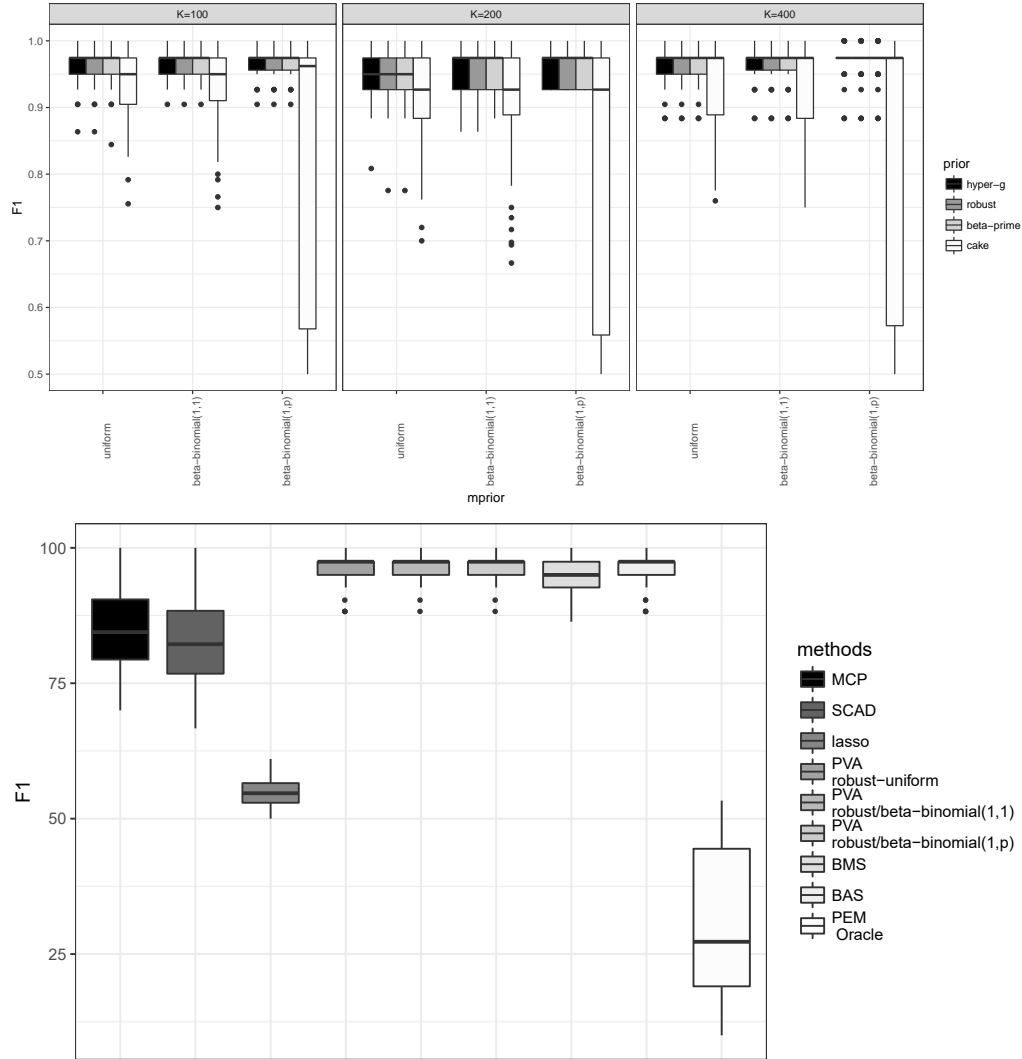 K=100
K=200
K=400
1.0
0.9
0.8
0.7
0.6
0.5
F1
uniform
beta−binomial(1,1)
beta−binomial(1,p)
uniform
beta−binomial(1,1)
beta−binomial(1,p)
uniform
beta−binomial(1,1)
beta−binomial(1,p)
mprior
prior
hyper−g
robust
beta−prime
cake
100
75
50
25
F1
methods
MCP
SCAD
lasso
PVA
robust−uniform
PVA
robust/beta−binomial(1,1)
PVA
robust/beta−binomial(1,p)
BMS
BAS
PEM
Oracle